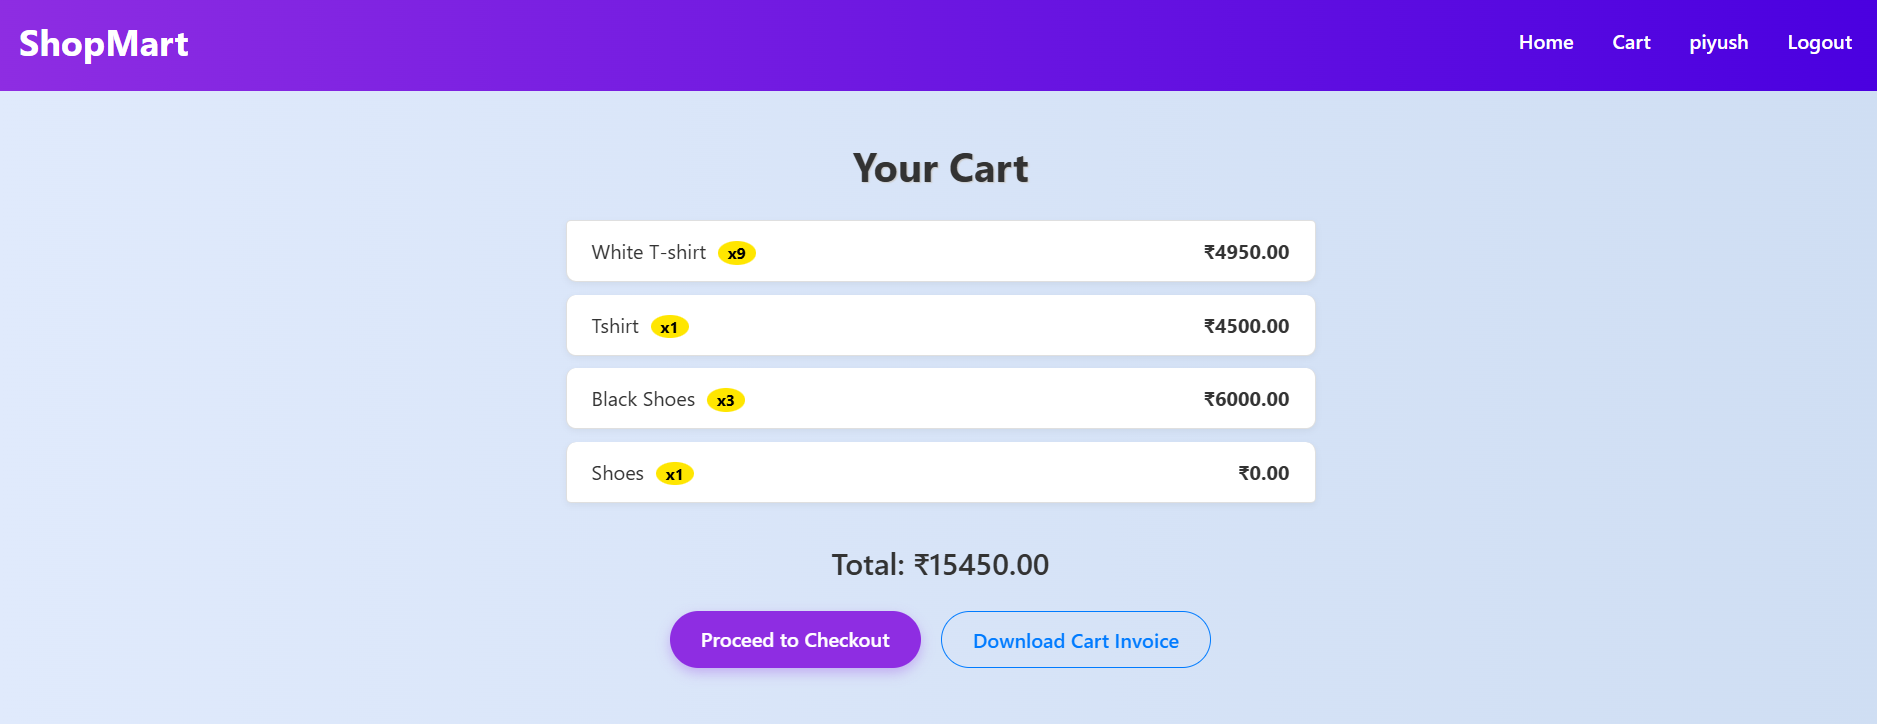 ShopMart Home Cart piyush Logout
Your Cart
White T-shirt x9 ₹4950.00
Tshirt x1 ₹4500.00
Black Shoes x3 ₹6000.00
Shoes x1 ₹0.00
Total: ₹15450.00
Proceed to Checkout Download Cart Invoice